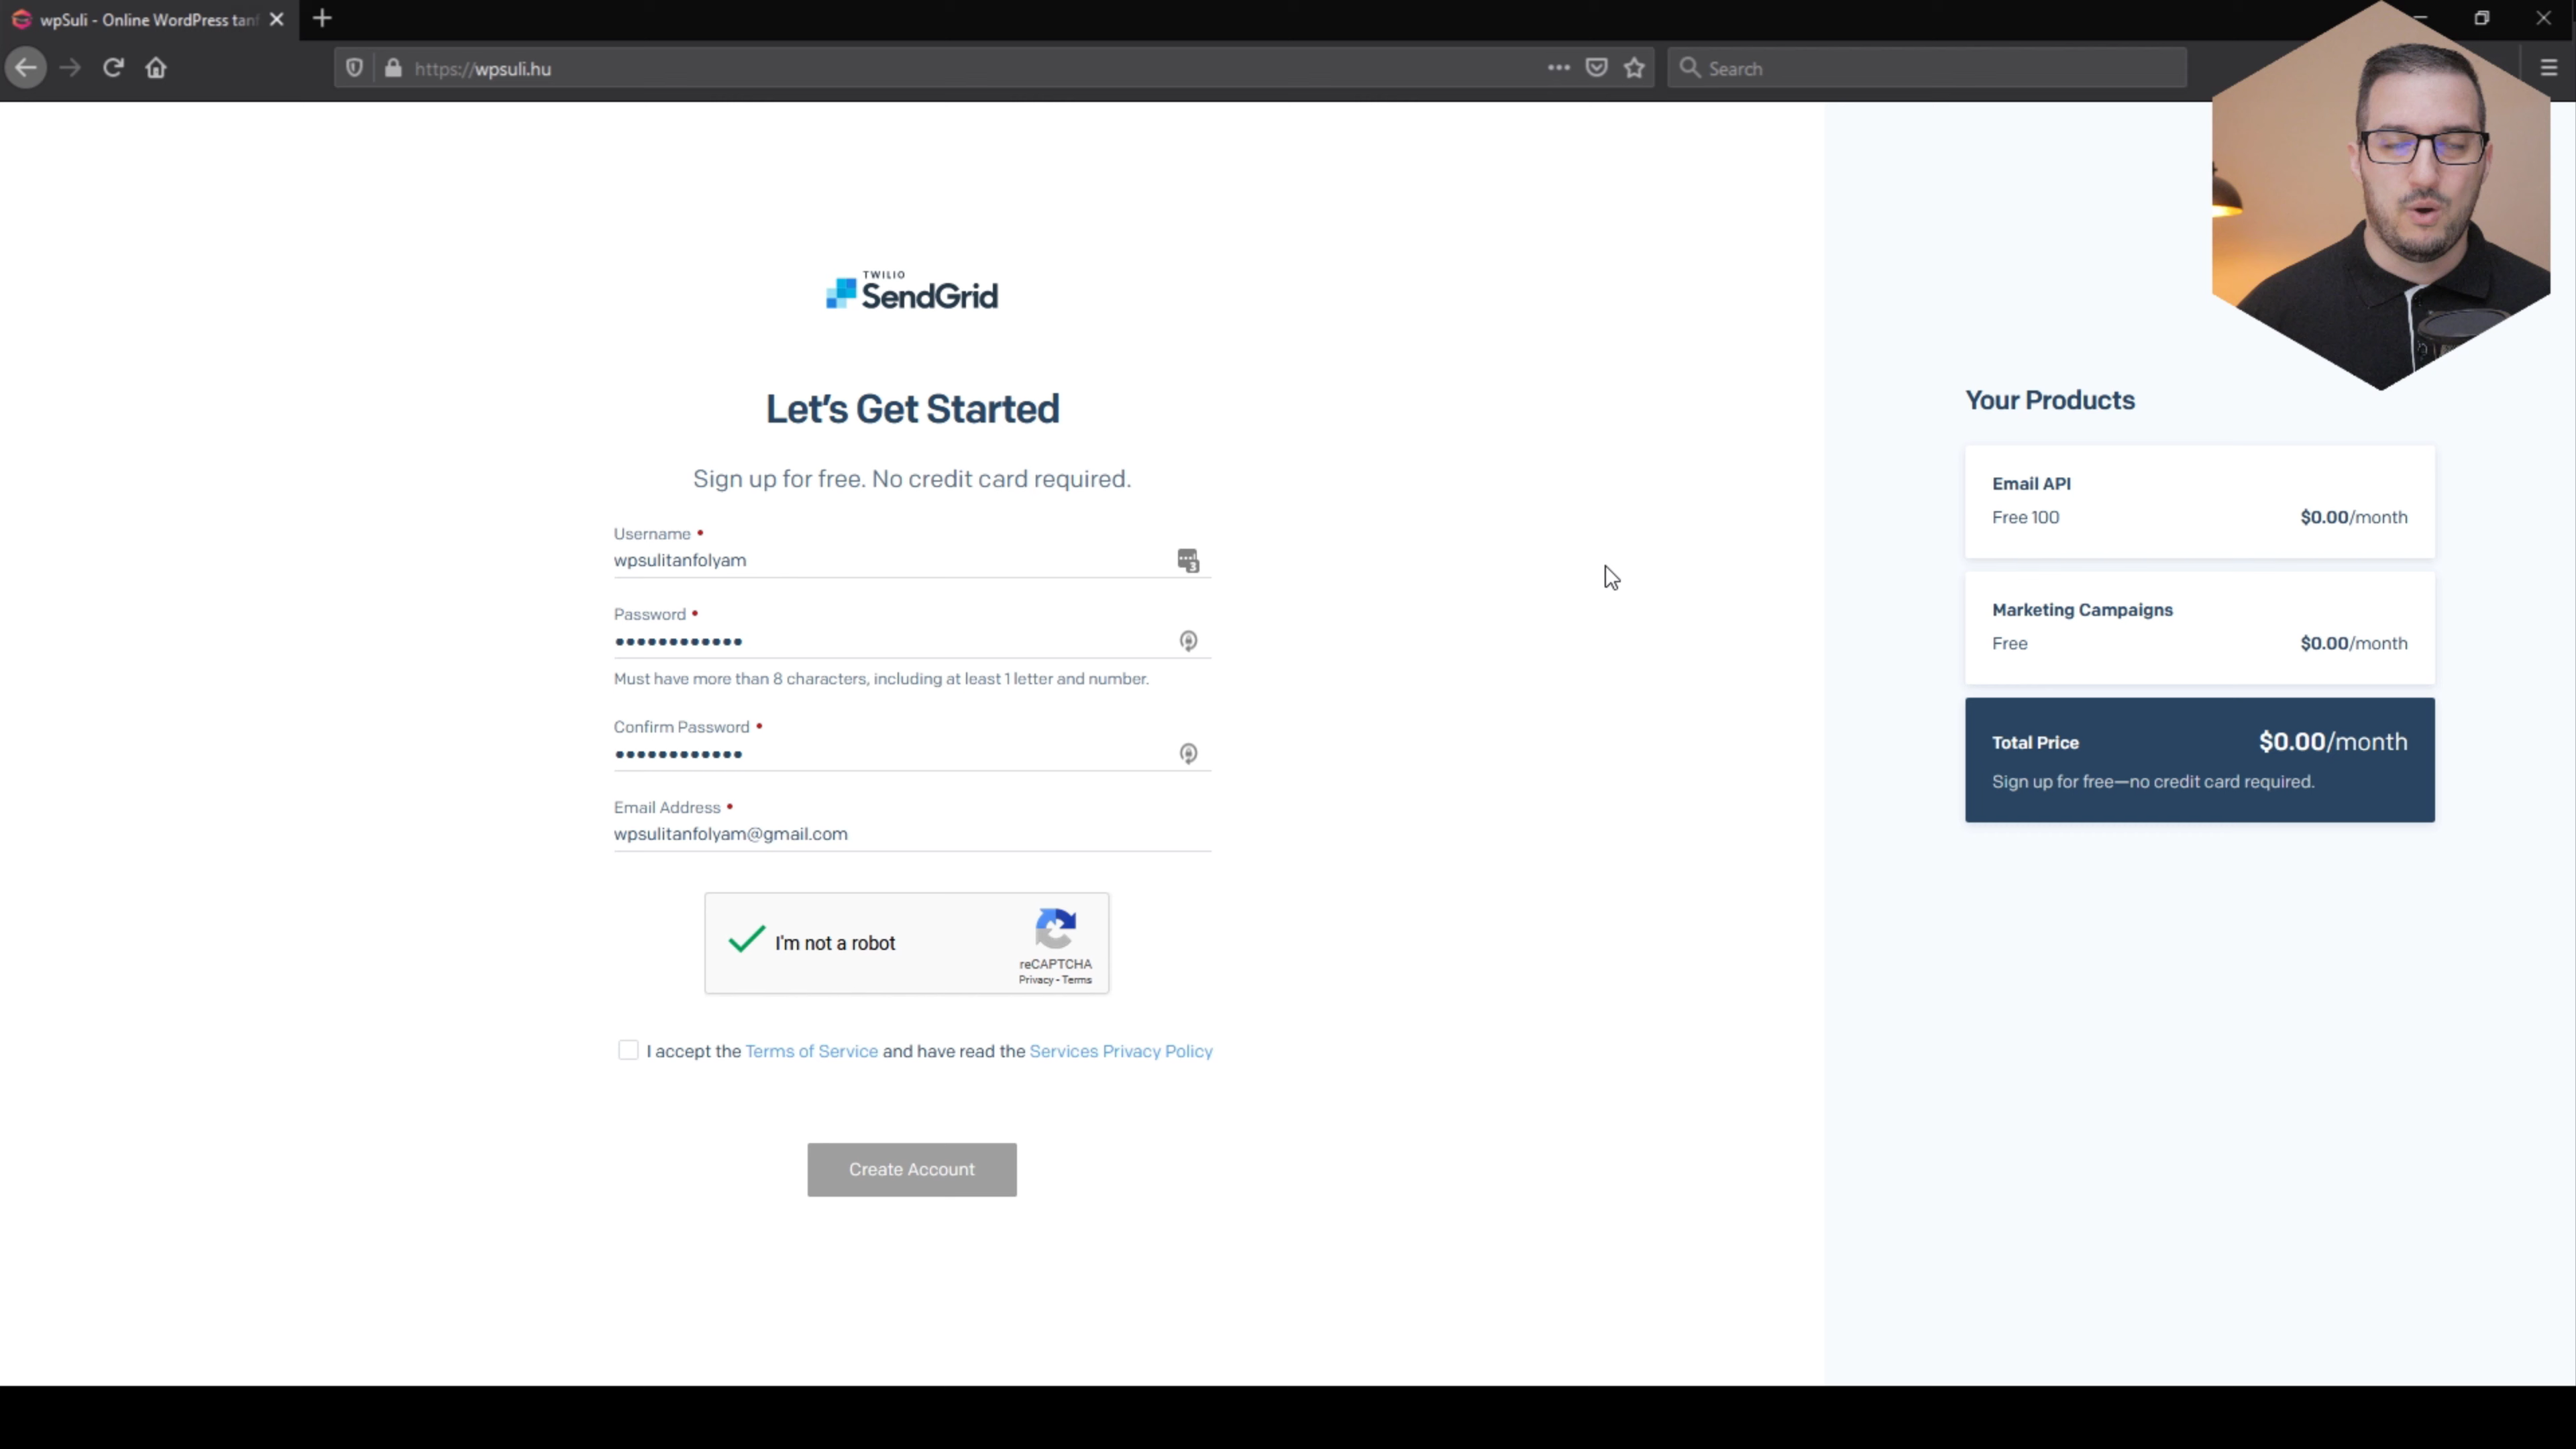 wpSuli - Online WordPress tanf
https://wpsuli.hu
Search
TWILIO
SendGrid
Let's Get Started
Sign up for free. No credit card required.
Username •
wpsulitanfolyam
3
Password •
••••••••••••
Must have more than 8 characters, including at least 1 letter and number.
Confirm Password •
••••••••••••
Email Address •
wpsulitanfolyam@gmail.com
I'm not a robot
reCAPTCHA
Privacy - Terms
I accept the Terms of Service and have read the Services Privacy Policy
Create Account
Your Products
Email API
Free 100 $0.00/month
Marketing Campaigns
Free $0.00/month
Total Price $0.00/month
Sign up for free—no credit card required.